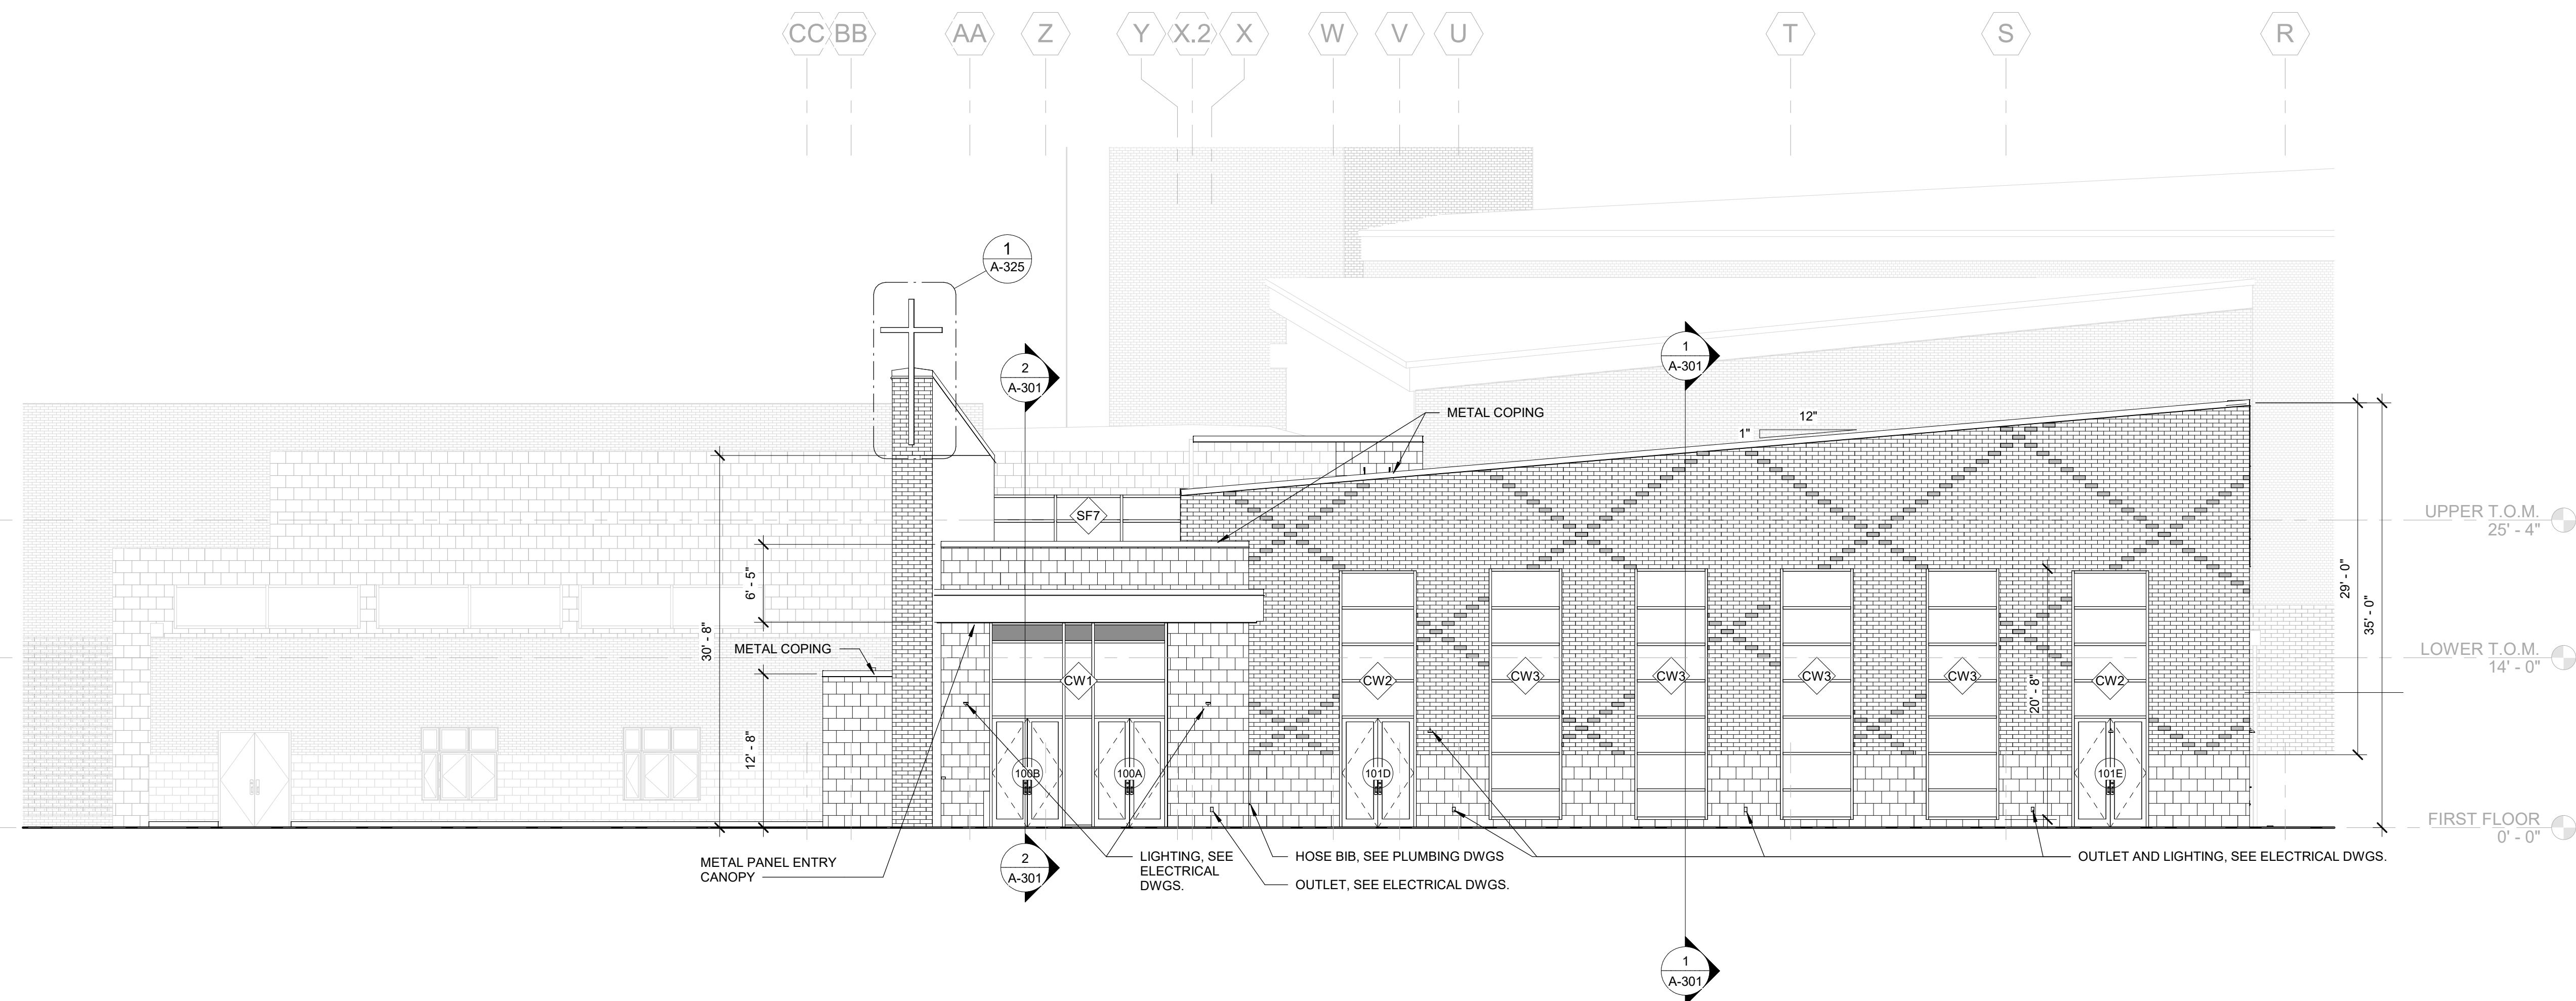 CC BB AA Z Y X.2 X W V U T S R
1
A-325
2
A-301
1
A-301
METAL COPING
12"
1"
SF7
UPPER T.O.M.
25' - 4"
6' - 5"
30' - 8"
29' - 0"
35' - 0"
METAL COPING
LOWER T.O.M.
14' - 0"
CW1 CW2 CW3 CW3 CW3 CW3 CW2
20' - 8"
12' - 8"
100B 100A 101D 101E
FIRST FLOOR
0' - 0"
METAL PANEL ENTRY
CANOPY
2
A-301
LIGHTING, SEE
ELECTRICAL
DWGS.
HOSE BIB, SEE PLUMBING DWGS
OUTLET, SEE ELECTRICAL DWGS.
OUTLET AND LIGHTING, SEE ELECTRICAL DWGS.
1
A-301